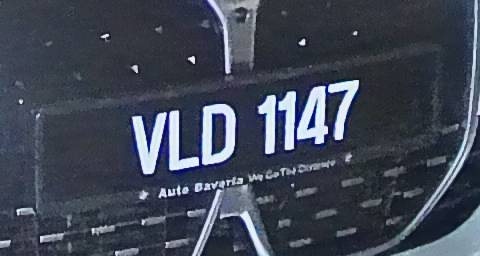 VLD 1147
Auto Bavaria We Go The Distance